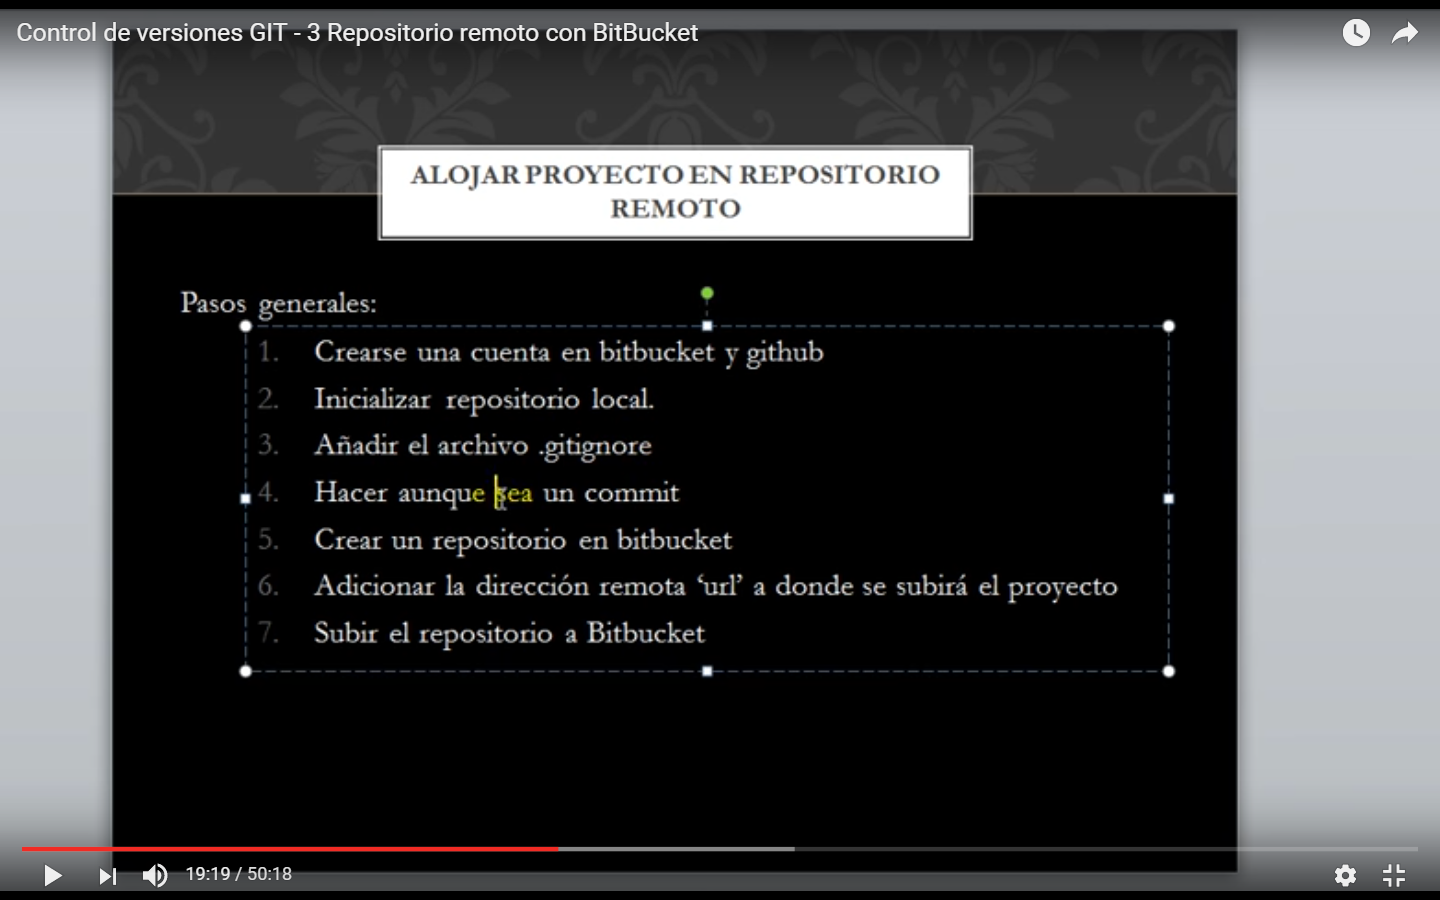 Control de versiones GIT - 3 Repositorio remoto con BitBucket
ALOJAR PROYECTO EN REPOSITORIO
REMOTO
Pasos generales:
1. Crearse una cuenta en bitbucket y github
2. Inicializar repositorio local.
3. Añadir el archivo .gitignore
4. Hacer aunque sea un commit
5. Crear un repositorio en bitbucket
6. Adicionar la dirección remota ‘url’ a donde se subirá el proyecto
7. Subir el repositorio a Bitbucket
19:19 / 50:18